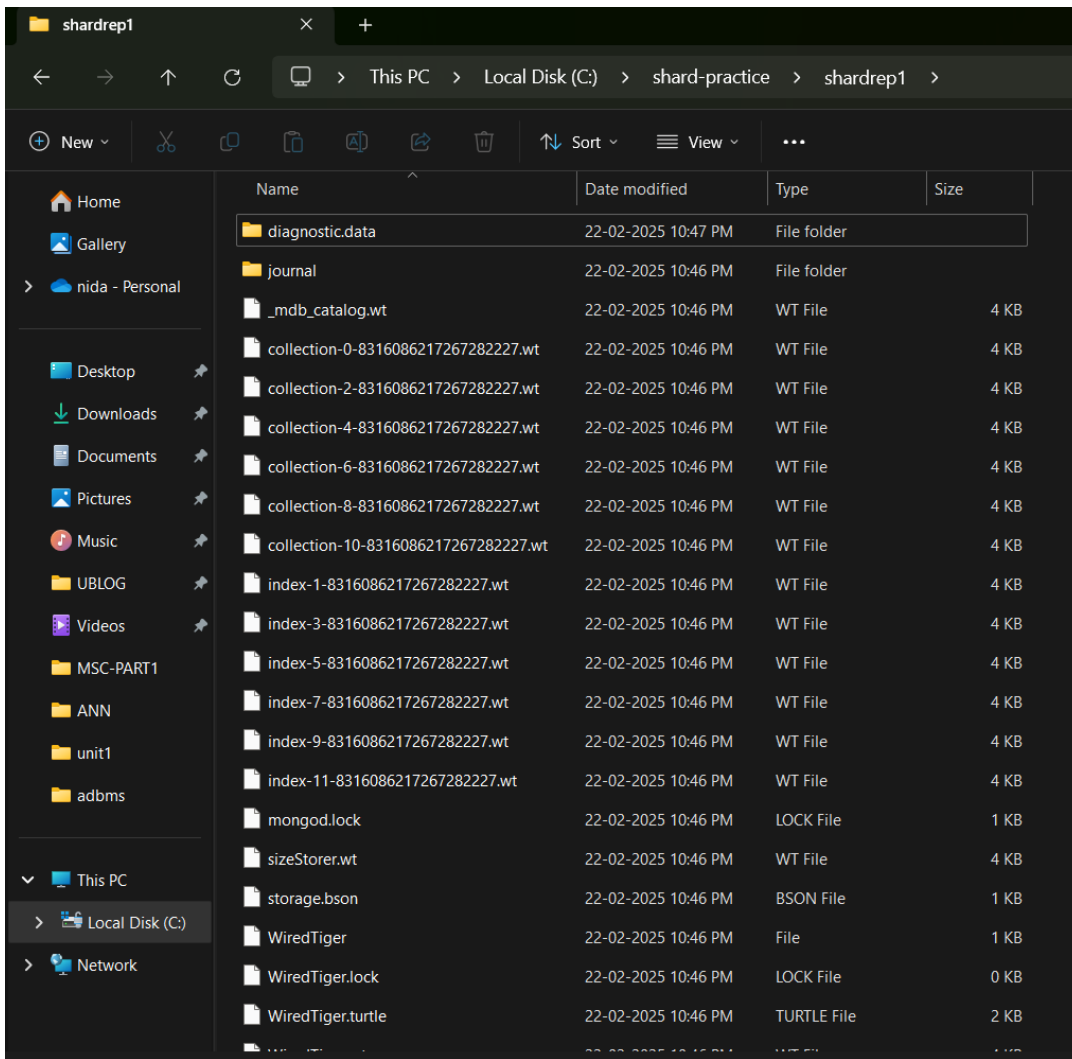 shardrep1
This PC > Local Disk (C:) > shard-practice > shardrep1 >
New Sort View
Name Date modified Type Size
Home
Gallery
nida - Personal
Desktop
Downloads
Documents
Pictures
Music
UBLOG
Videos
MSC-PART1
ANN
unit1
adbms
This PC
Local Disk (C:)
Network
diagnostic.data 22-02-2025 10:47 PM File folder
journal 22-02-2025 10:46 PM File folder
_mdb_catalog.wt 22-02-2025 10:46 PM WT File 4 KB
collection-0-8316086217267282227.wt 22-02-2025 10:46 PM WT File 4 KB
collection-2-8316086217267282227.wt 22-02-2025 10:46 PM WT File 4 KB
collection-4-8316086217267282227.wt 22-02-2025 10:46 PM WT File 4 KB
collection-6-8316086217267282227.wt 22-02-2025 10:46 PM WT File 4 KB
collection-8-8316086217267282227.wt 22-02-2025 10:46 PM WT File 4 KB
collection-10-8316086217267282227.wt 22-02-2025 10:46 PM WT File 4 KB
index-1-8316086217267282227.wt 22-02-2025 10:46 PM WT File 4 KB
index-3-8316086217267282227.wt 22-02-2025 10:46 PM WT File 4 KB
index-5-8316086217267282227.wt 22-02-2025 10:46 PM WT File 4 KB
index-7-8316086217267282227.wt 22-02-2025 10:46 PM WT File 4 KB
index-9-8316086217267282227.wt 22-02-2025 10:46 PM WT File 4 KB
index-11-8316086217267282227.wt 22-02-2025 10:46 PM WT File 4 KB
mongod.lock 22-02-2025 10:46 PM LOCK File 1 KB
sizeStorer.wt 22-02-2025 10:46 PM WT File 4 KB
storage.bson 22-02-2025 10:46 PM BSON File 1 KB
WiredTiger 22-02-2025 10:46 PM File 1 KB
WiredTiger.lock 22-02-2025 10:46 PM LOCK File 0 KB
WiredTiger.turtle 22-02-2025 10:46 PM TURTLE File 2 KB